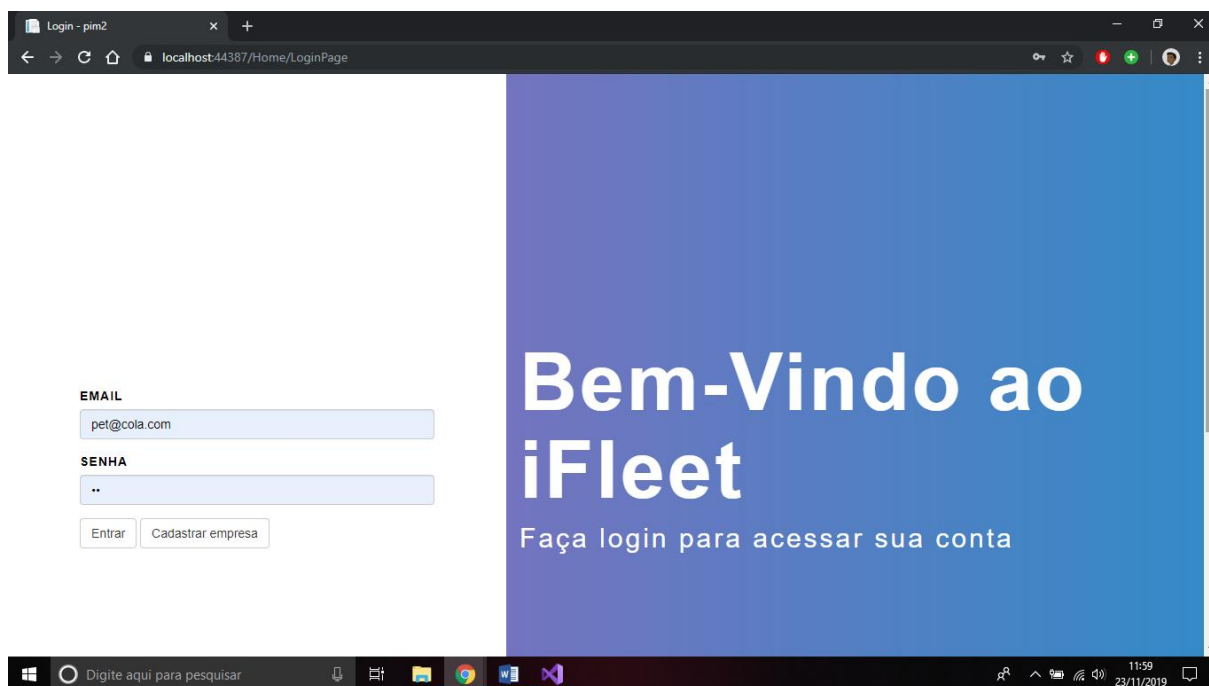 Login - pim2
localhost:44387/Home/LoginPage
EMAIL
pet@cola.com
SENHA
••
Entrar
Cadastrar empresa
Bem-Vindo ao
iFleet
Faça login para acessar sua conta
Digite aqui para pesquisar
11:59
23/11/2019